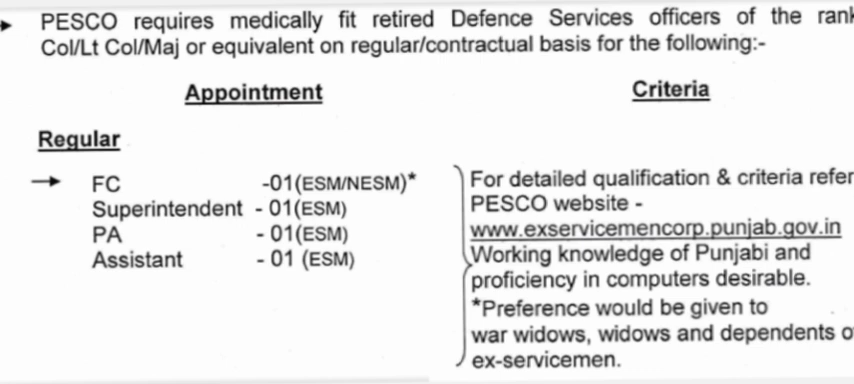 PESCO requires medically fit retired Defence Services officers of the rank
Col/Lt Col/Maj or equivalent on regular/contractual basis for the following:-
Appointment
Criteria
Regular
FC -01(ESM/NESM)*
Superintendent - 01(ESM)
PA - 01(ESM)
Assistant - 01 (ESM)
For detailed qualification & criteria refer
PESCO website -
www.exservicemencorp.punjab.gov.in
Working knowledge of Punjabi and
proficiency in computers desirable.
*Preference would be given to
war widows, widows and dependents o
ex-servicemen.